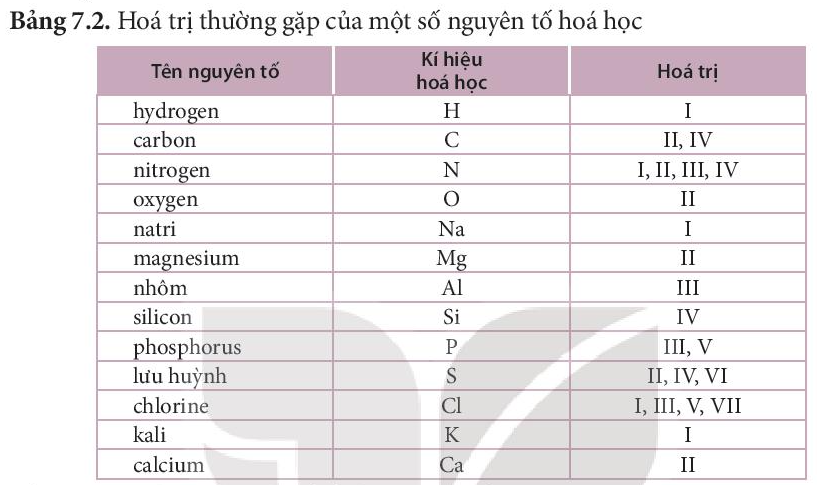 Bảng 7.2. Hoá trị thường gặp của một số nguyên tố hoá học
Tên nguyên tố Kí hiệu hoá học Hoá trị
hydrogen H I
carbon C II, IV
nitrogen N I, II, III, IV
oxygen O II
natri Na I
magnesium Mg II
nhôm Al III
silicon Si IV
phosphorus P III, V
lưu huỳnh S II, IV, VI
chlorine Cl I, III, V, VII
kali K I
calcium Ca II